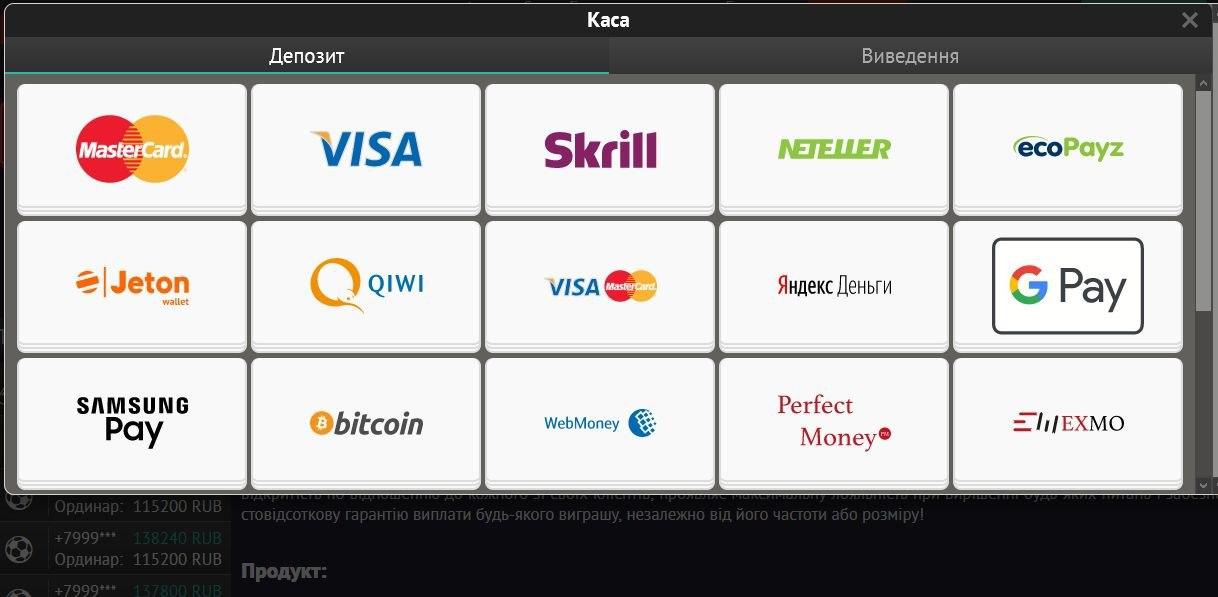 Каса
Депозит
Виведення
MasterCard.
VISA
Skrill
NETELLER
ecoPayz
Jeton
wallet
QIWI
VISA MasterCard.
Яндекс Деньги
G Pay
SAMSUNG
Pay
bitcoin
WebMoney
Perfect
Money PM
EXMO
відкритість по відношенню до кожного зі своїх клієнтів, проявляє максимальну лояльність при вирішенні будь-яких питань і
Ординар: 115200 RUB
стовідсоткову гарантію виплати будь-якого виграшу, незалежно від його частоти або розміру!
+7999*** 138240 RUB
Ординар: 115200 RUB
Продукт:
+7999*** 137800 RUB